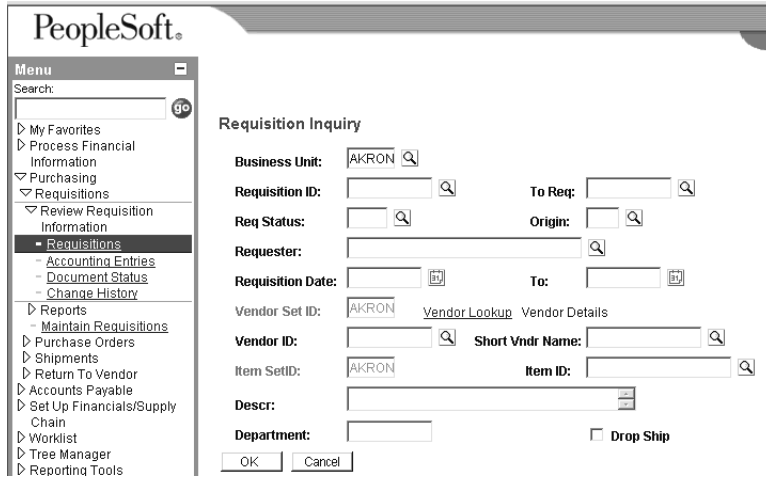 PeopleSoft.
Menu
Search:
go
My Favorites
Process Financial
Information
Purchasing
Requisitions
Review Requisition
Information
Requisitions
Accounting Entries
Document Status
Change History
Reports
Maintain Requisitions
Purchase Orders
Shipments
Return To Vendor
Accounts Payable
Set Up Financials/Supply
Chain
Worklist
Tree Manager
Reporting Tools
Requisition Inquiry
Business Unit: AKRON
Requisition ID: To Req:
Req Status: Origin:
Requester:
Requisition Date: To:
Vendor Set ID: AKRON Vendor Lookup Vendor Details
Vendor ID: Short Vndr Name:
Item SetID: AKRON Item ID:
Descr:
Department: Drop Ship
OK Cancel